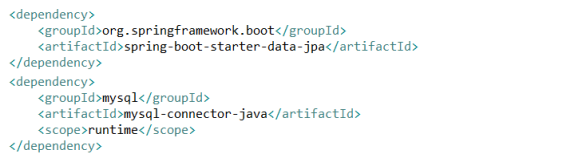 <dependency>
    <groupId>org.springframework.boot</groupId>
    <artifactId>spring-boot-starter-data-jpa</artifactId>
</dependency>
<dependency>
    <groupId>mysql</groupId>
    <artifactId>mysql-connector-java</artifactId>
    <scope>runtime</scope>
</dependency>